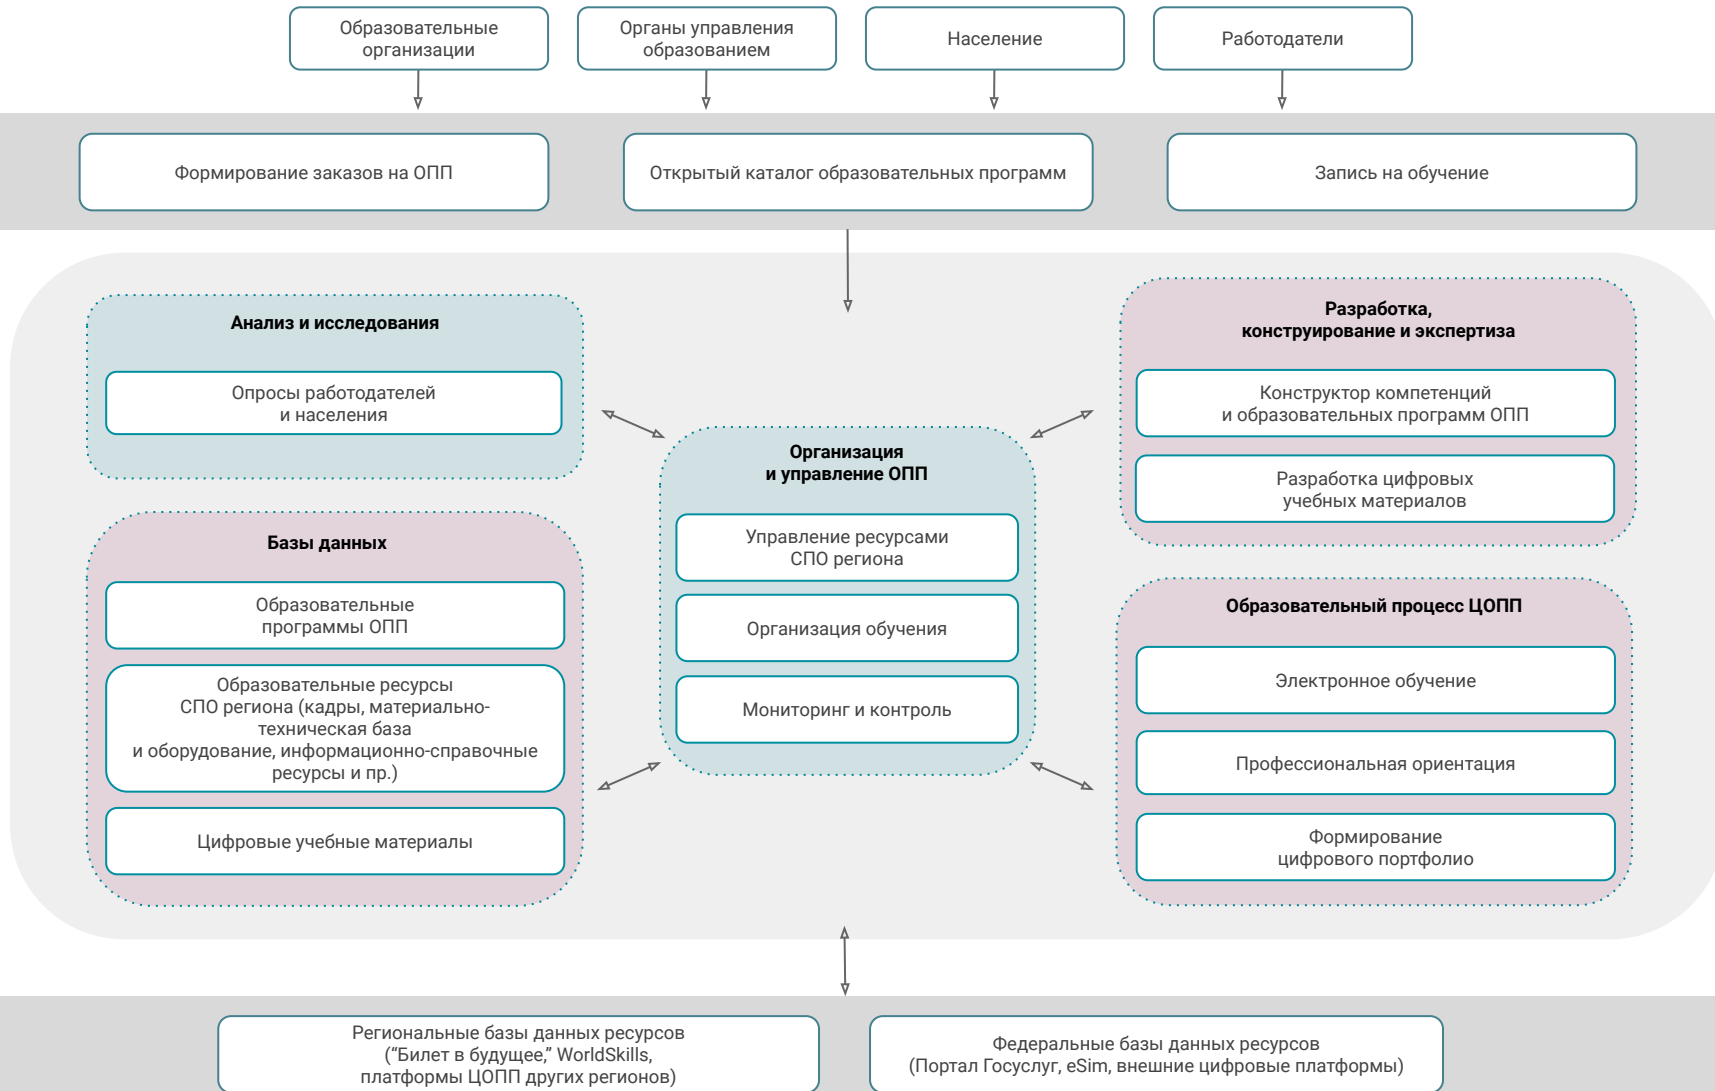 Образовательные
организации
Органы управления
образованием
Население
Работодатели
Формирование заказов на ОПП
Открытый каталог образовательных программ
Запись на обучение
Анализ и исследования
Опросы работодателей
и населения
Базы данных
Образовательные
программы ОПП
Образовательные ресурсы
СПО региона (кадры, материально-
техническая база
и оборудование, информационно-справочные
ресурсы и пр.)
Цифровые учебные материалы
Организация
и управление ОПП
Управление ресурсами
СПО региона
Организация обучения
Мониторинг и контроль
Разработка,
конструирование и экспертиза
Конструктор компетенций
и образовательных программ ОПП
Разработка цифровых
учебных материалов
Образовательный процесс ЦОПП
Электронное обучение
Профессиональная ориентация
Формирование
цифрового портфолио
Региональные базы данных ресурсов
(“Билет в будущее,” WorldSkills,
платформы ЦОПП других регионов)
Федеральные базы данных ресурсов
(Портал Госуслуг, eSim, внешние цифровые платформы)